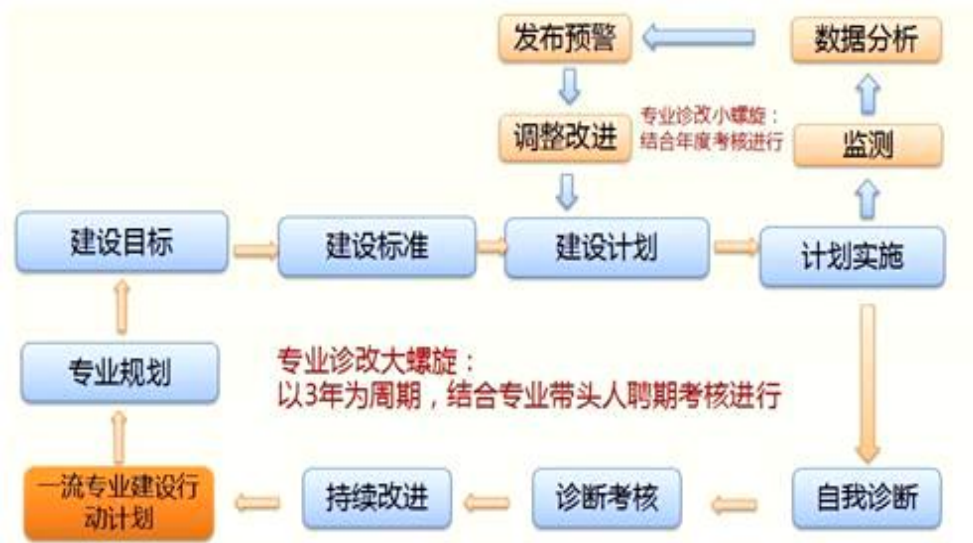 发布预警
数据分析
专业诊改小螺旋：
结合年度考核进行
调整改进
监测
建设目标
建设标准
建设计划
计划实施
专业规划
专业诊改大螺旋：
以3年为周期，结合专业带头人聘期考核进行
一流专业建设行
动计划
持续改进
诊断考核
自我诊断